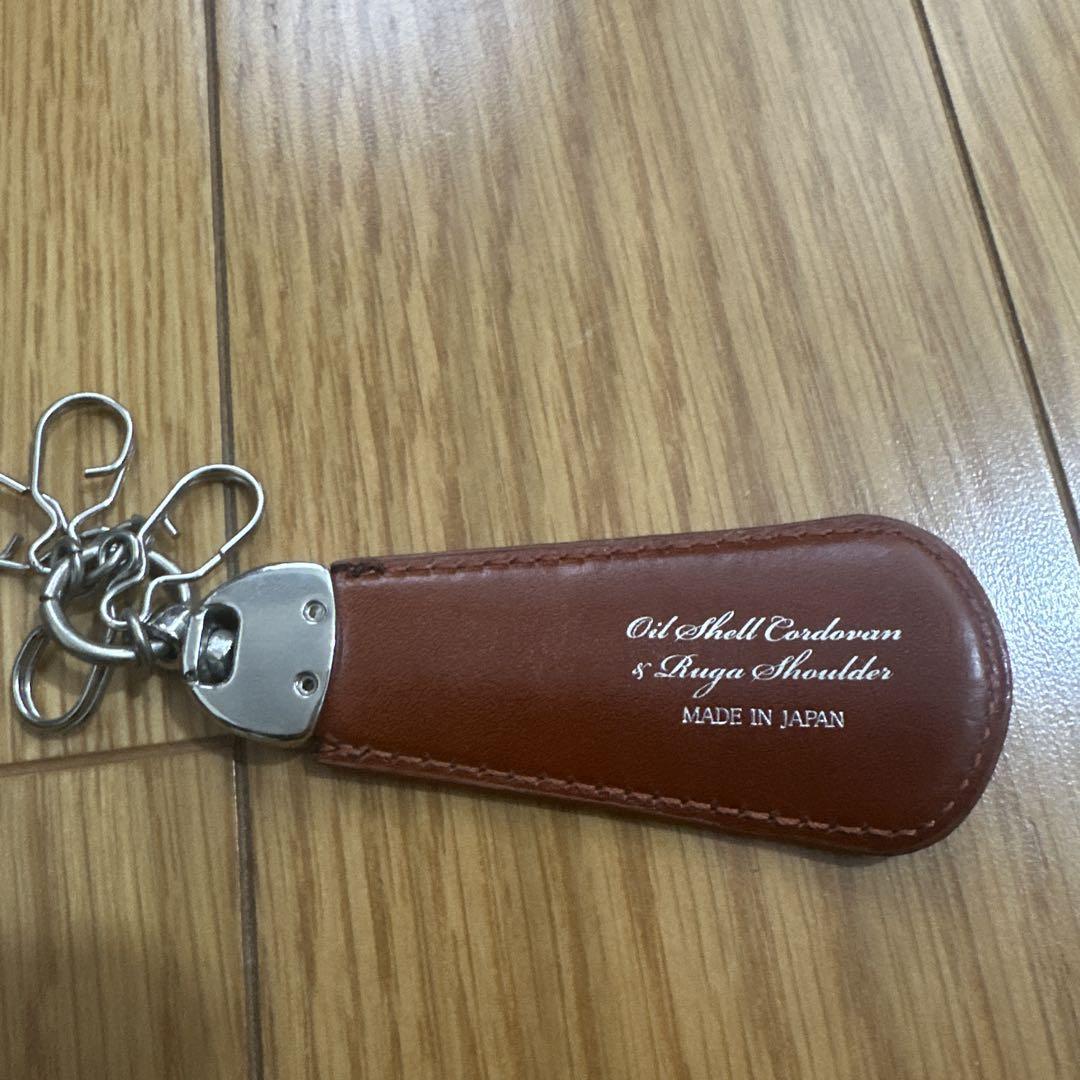 Oil Shell Cordovan
& Ruga Shoulder
MADE IN JAPAN